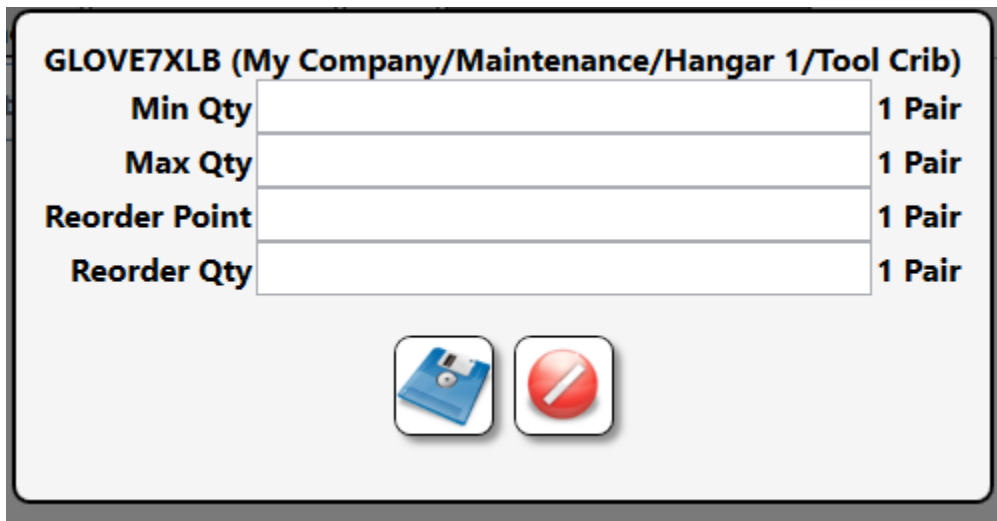 GLOVE7XLB (My Company/Maintenance/Hangar 1/Tool Crib)
Min Qty 1 Pair
Max Qty 1 Pair
Reorder Point 1 Pair
Reorder Qty 1 Pair